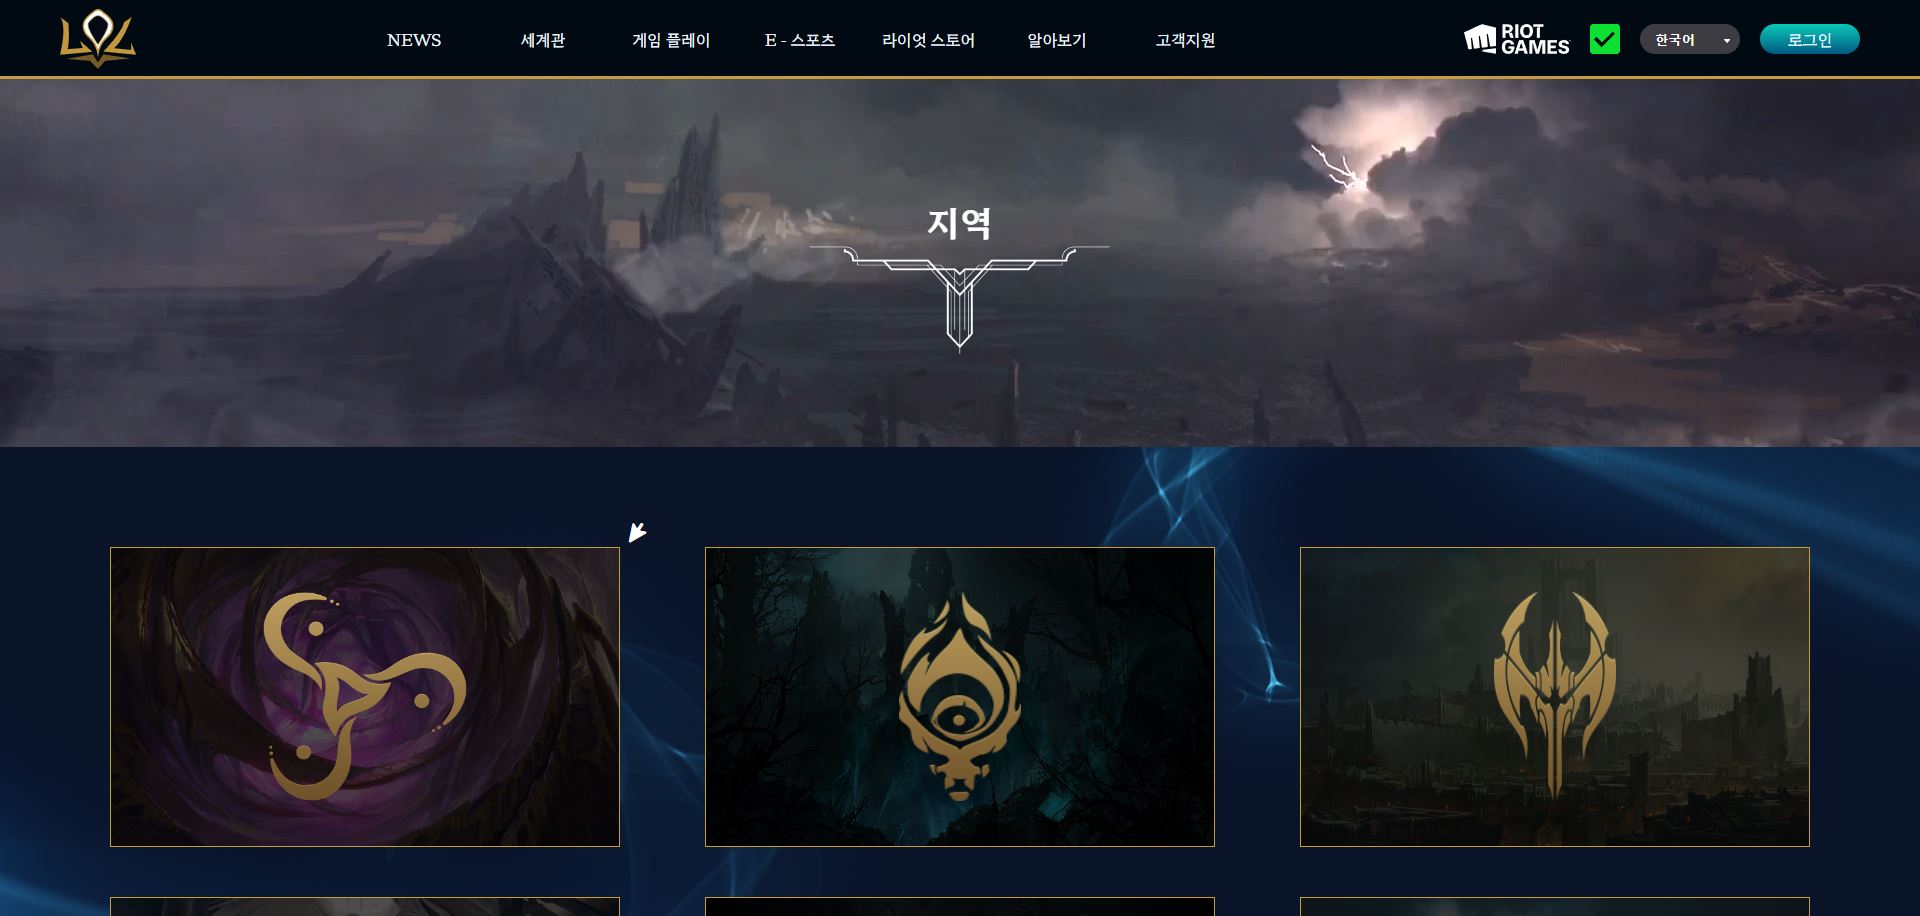 LOL
NEWS
세계관
게임 플레이
E - 스포츠
라이엇 스토어
알아보기
고객지원
RIOT
GAMES
한국어
로그인
지역